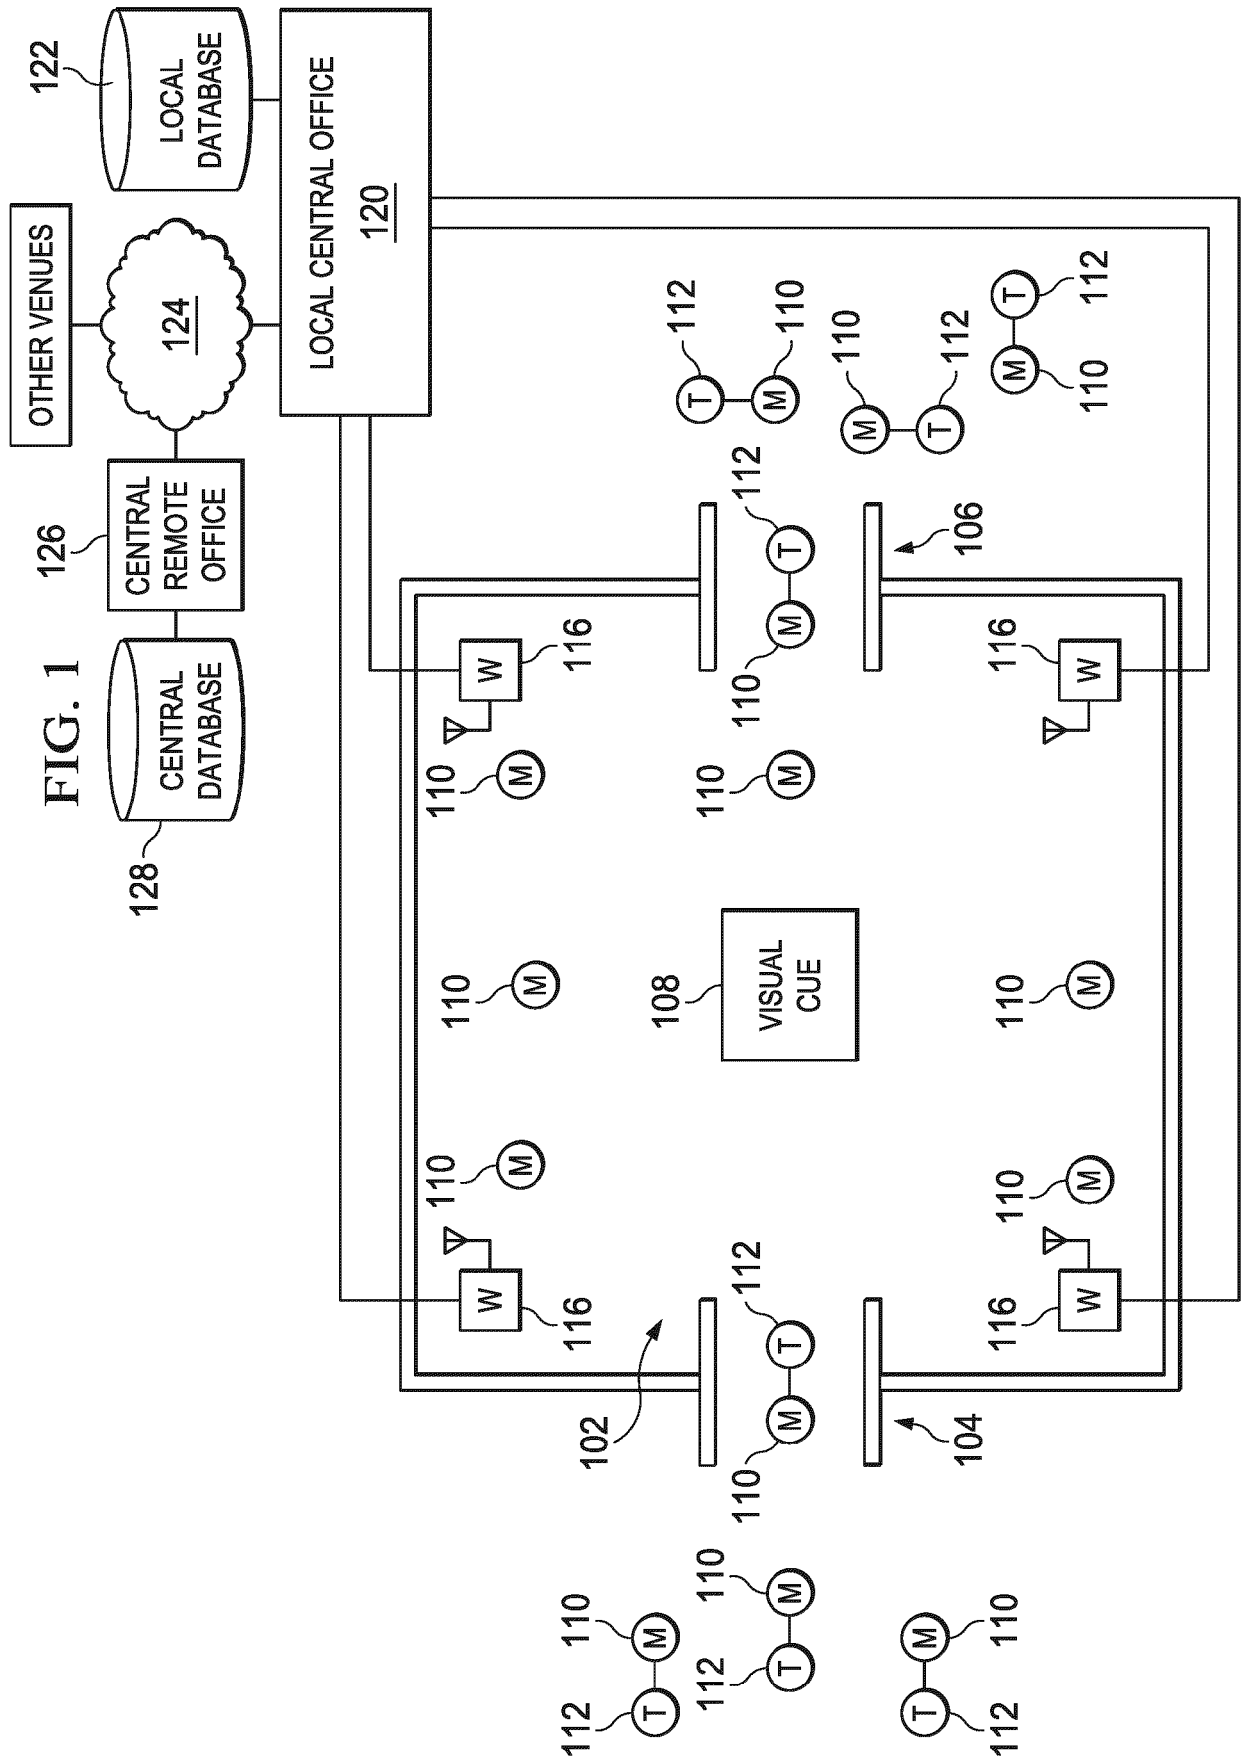 FIG. 1
OTHER VENUES
122
126
128
CENTRAL
DATABASE
CENTRAL
REMOTE
OFFICE
124
LOCAL
DATABASE
LOCAL CENTRAL OFFICE
120
110
110
110
W
M
M
M
W
116
116
112
110
102
T
M
108
112
T
112
110
110
112
110
110
112
VISUAL
CUE
T
M
M
T
M
M
T
M
110
110
M
T
112
T
M
104
106
112
110
116
110
110
116
M
T
W
M
M
W
110
112